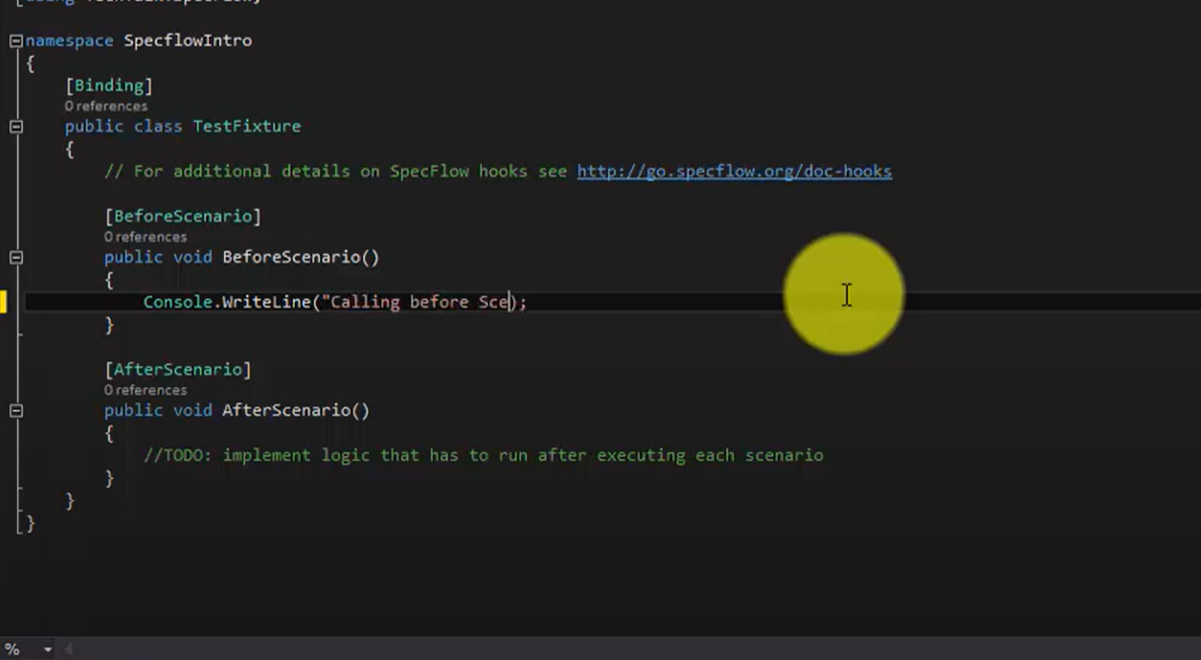 namespace SpecflowIntro
{
[Binding]
0 references
public class TestFixture
{
// For additional details on SpecFlow hooks see http://go.specflow.org/doc-hooks
[BeforeScenario]
0 references
public void BeforeScenario()
{
Console.WriteLine("Calling before Sce);
}
[AfterScenario]
0 references
public void AfterScenario()
{
//TODO: implement logic that has to run after executing each scenario
}
}
}
%